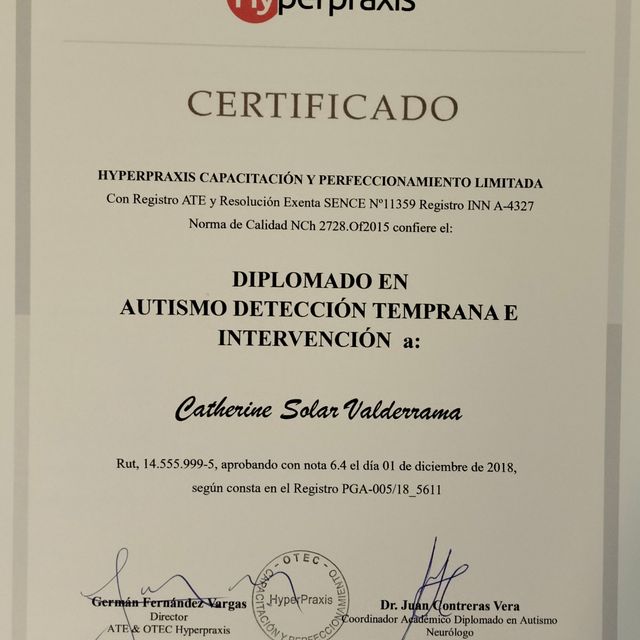 Hyperpraxis
CERTIFICADO
HYPERPRAXIS CAPACITACIÓN Y PERFECCIONAMIENTO LIMITADA
Con Registro ATE y Resolución Exenta SENCE Nº11359 Registro INN A-4327
Norma de Calidad NCh 2728.Of2015 confiere el:
DIPLOMADO EN
AUTISMO DETECCIÓN TEMPRANA E
INTERVENCIÓN a:
Catherine Solar Valderrama
Rut, 14.555.999-5, aprobando con nota 6.4 el día 01 de diciembre de 2018,
según consta en el Registro PGA-005/18_5611
- OTEC -
CAPACITACIÓN Y PERFECCIONAMIENTO
HyperPraxis
Germán Fernández Vargas
Director
ATE & OTEC Hyperpraxis
Dr. Juan Contreras Vera
Coordinador Académico Diplomado en Autismo
Neurólogo